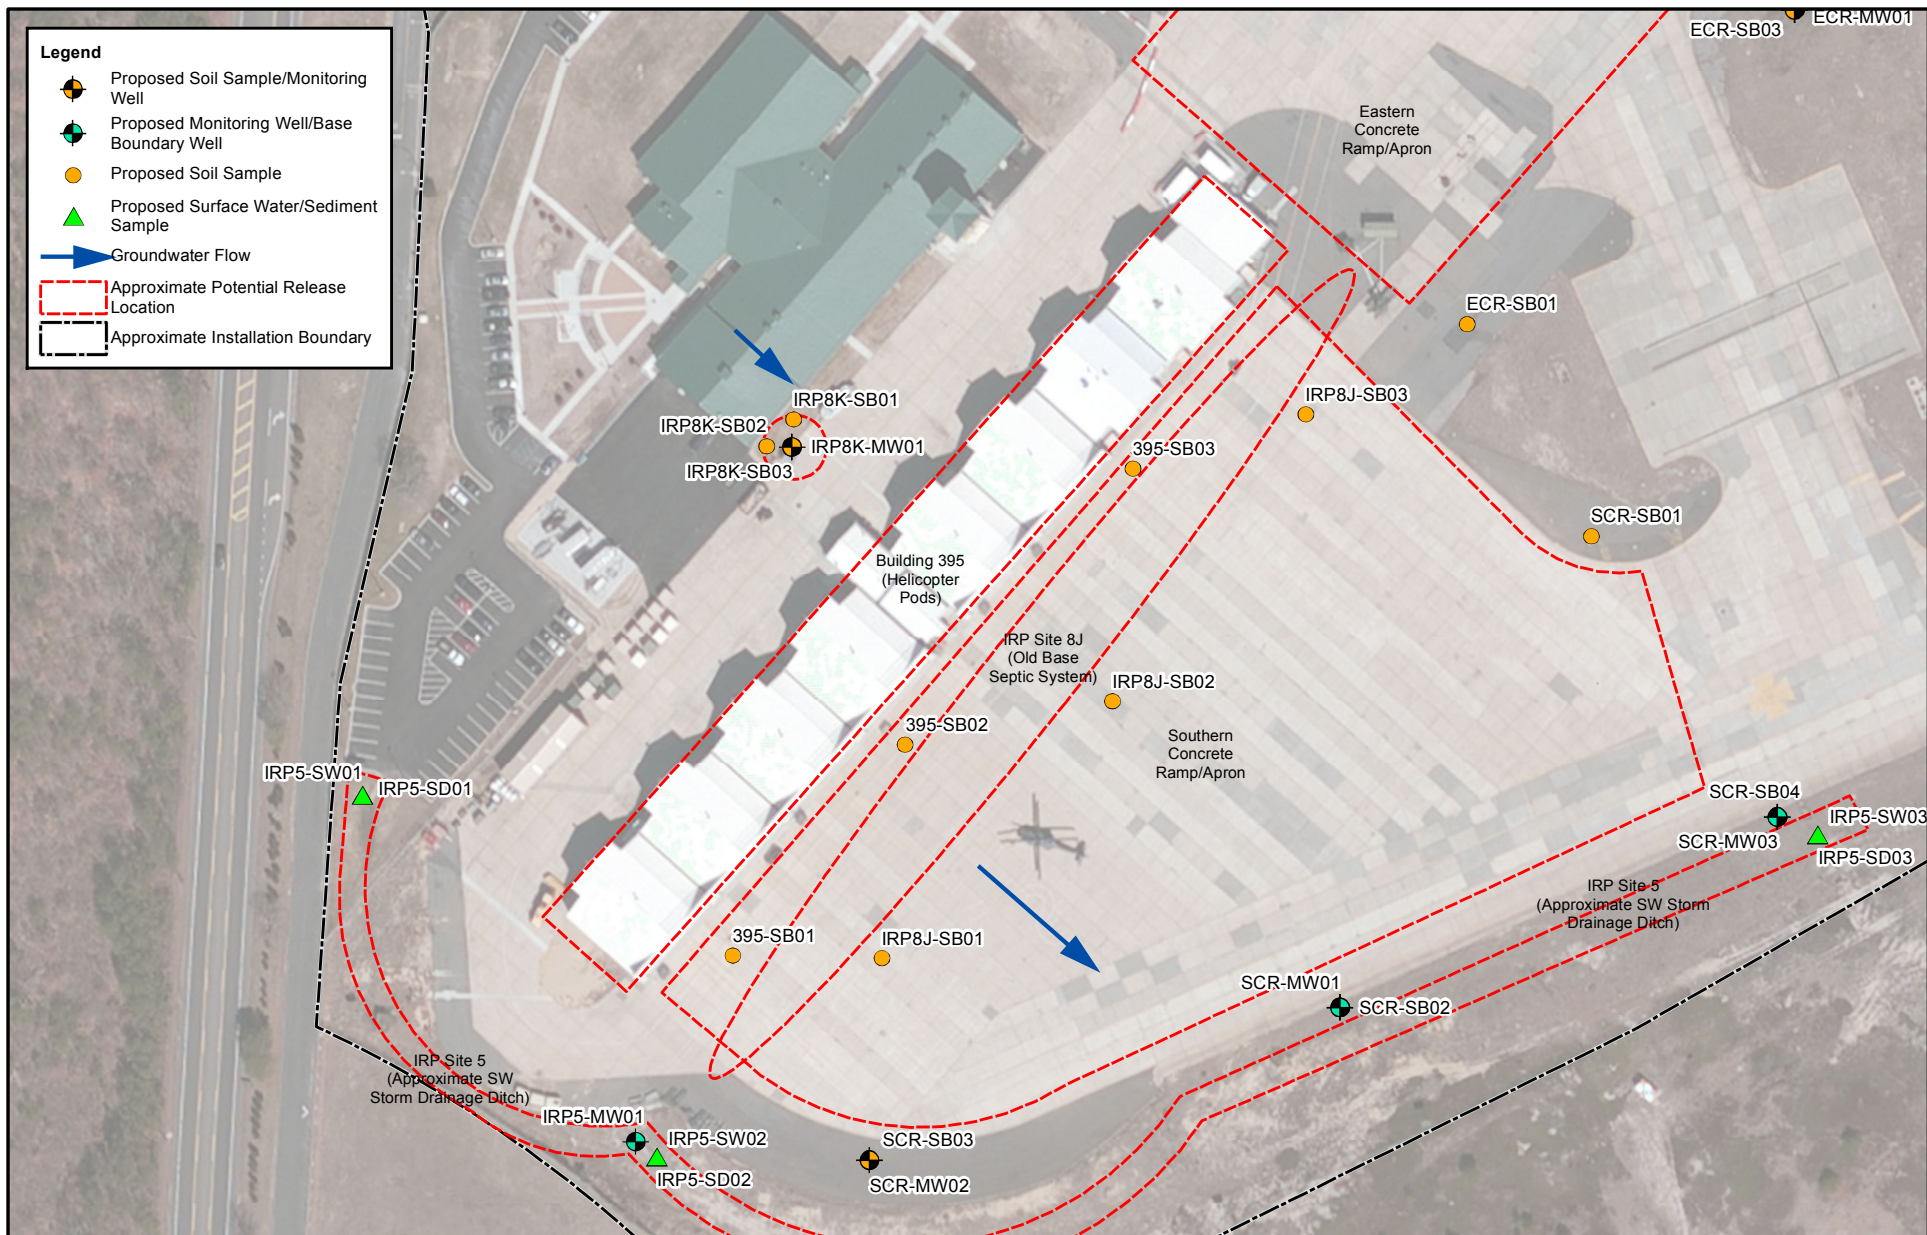 Legend
Proposed Soil Sample/Monitoring
Well
Proposed Monitoring Well/Base
Boundary Well
Proposed Soil Sample
Proposed Surface Water/Sediment
Sample
Groundwater Flow
Approximate Potential Release
Location
Approximate Installation Boundary
ECR-SB03
ECR-MW01
Eastern
Concrete
Ramp/Apron
ECR-SB01
IRP8K-SB01
IRP8K-SB02
IRP8K-MW01
IRP8K-SB03
IRP8J-SB03
395-SB03
SCR-SB01
Building 395
(Helicopter
Pods)
IRP Site 8J
(Old Base
Septic System)
IRP8J-SB02
395-SB02
Southern
Concrete
Ramp/Apron
IRP5-SW01
IRP5-SD01
SCR-SB04
SCR-MW03
IRP5-SW03
IRP5-SD03
IRP Site 5
(Approximate SW Storm
Drainage Ditch)
395-SB01
IRP8J-SB01
SCR-MW01
SCR-SB02
IRP Site 5
(Approximate SW
Storm Drainage Ditch)
IRP5-MW01
IRP5-SW02
IRP5-SD02
SCR-SB03
SCR-MW02